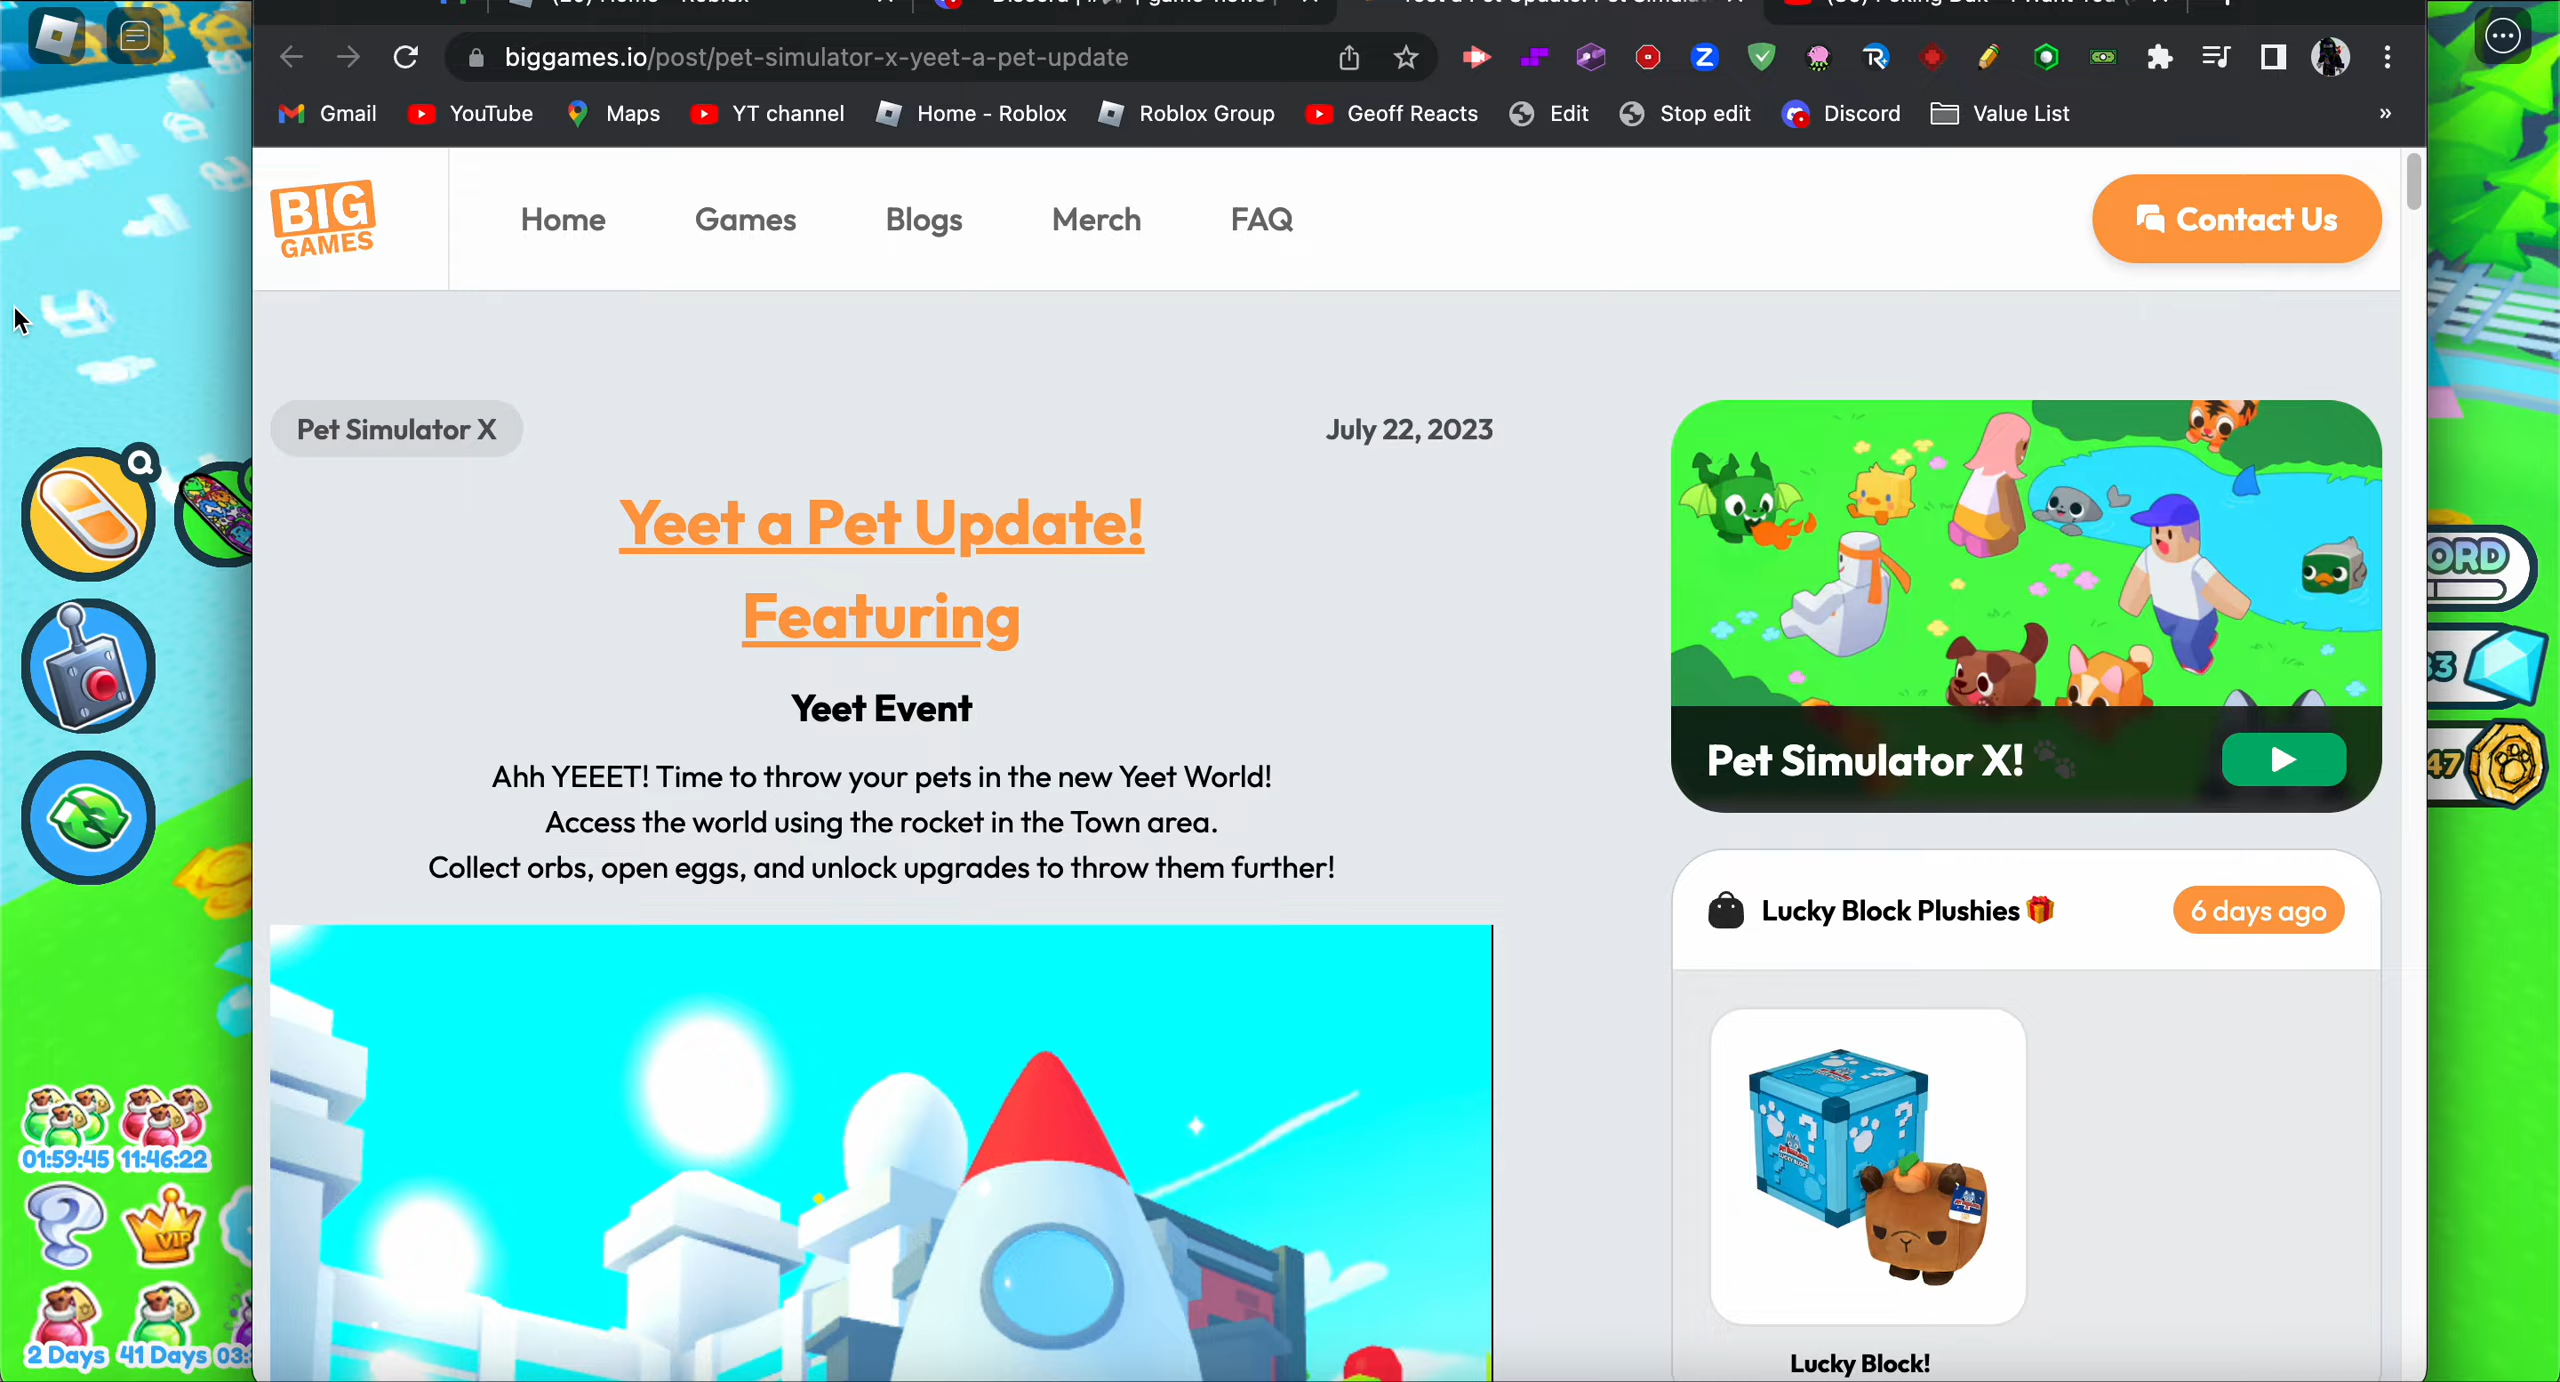 biggames.io/post/pet-simulator-x-yeet-a-pet-update
Gmail YouTube Maps YT channel Home - Roblox Roblox Group Geoff Reacts Edit Stop edit Discord Value List »
BIG
GAMES
Home Games Blogs Merch FAQ
Contact Us
Pet Simulator X
July 22, 2023
Yeet a Pet Update!
Featuring
Yeet Event
Ahh YEEET! Time to throw your pets in the new Yeet World!
Access the world using the rocket in the Town area.
Collect orbs, open eggs, and unlock upgrades to throw them further!
Pet Simulator X!
Lucky Block Plushies
6 days ago
Lucky Block!
Q
01:59:45 11:46:22
VIP
2 Days 41 Days 03:
ORD
33
47